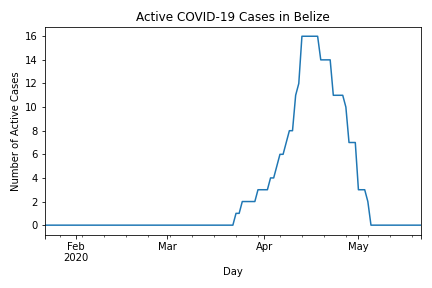 Active COVID-19 Cases in Belize
16
14
12
10
8
6
4
2
0
Number of Active Cases
Feb
2020
Mar
Apr
May
Day